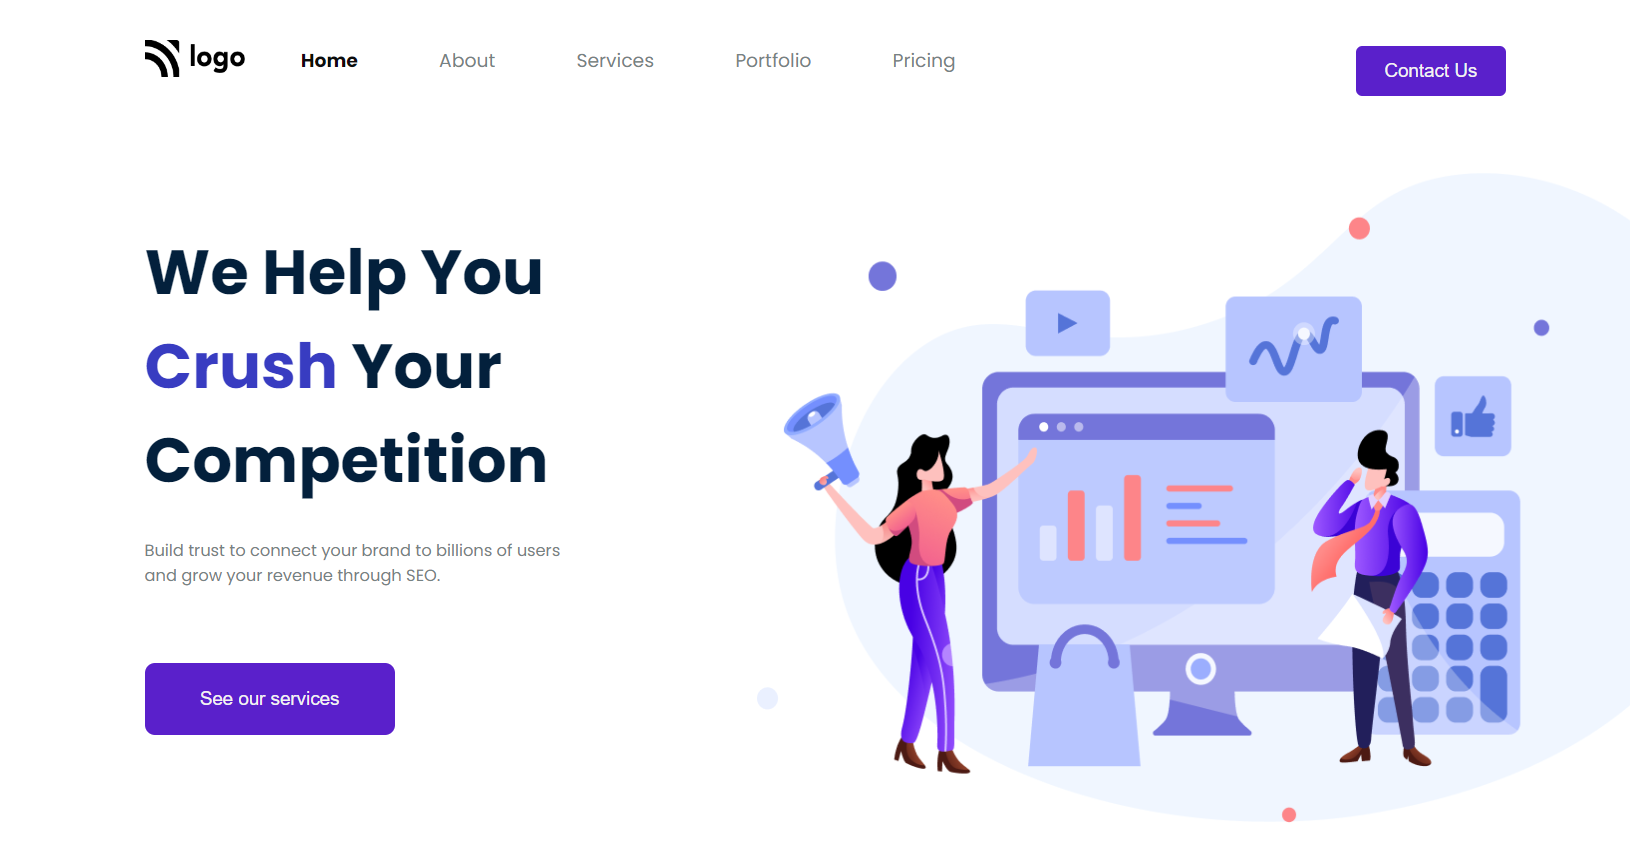 logo
Home
About
Services
Portfolio
Pricing
Contact Us
We Help You
Crush Your
Competition
Build trust to connect your brand to billions of users
and grow your revenue through SEO.
See our services